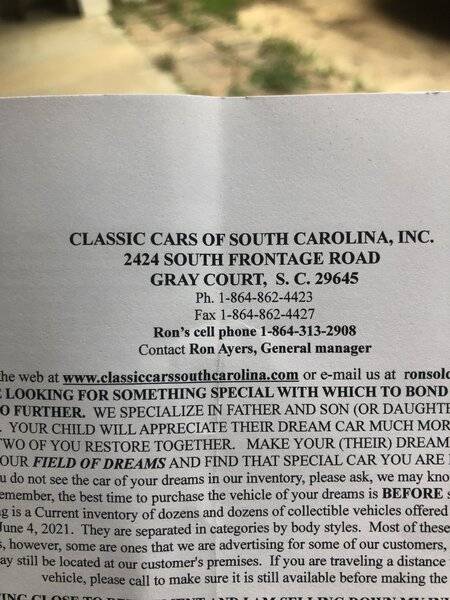 CLASSIC CARS OF SOUTH CAROLINA, INC.
2424 SOUTH FRONTAGE ROAD
GRAY COURT, S. C. 29645
Ph. 1-864-862-4423
Fax 1-864-862-4427
Ron's cell phone 1-864-313-2908
Contact Ron Ayers, General manager
the web at www.classiccarssouthcarolina.com or e-mail us at ronsol
LOOKING FOR SOMETHING SPECIAL WITH WHICH TO BOND
FURTHER. WE SPECIALIZE IN FATHER AND SON (OR DAUGHTE
. YOUR CHILD WILL APPRECIATE THEIR DREAM CAR MUCH MOR
TWO OF YOU RESTORE TOGETHER. MAKE YOUR (THEIR) DREAM
OUR FIELD OF DREAMS AND FIND THAT SPECIAL CAR YOU ARE
u do not see the car of your dreams in our inventory, please ask, we may kno
emember, the best time to purchase the vehicle of your dreams is BEFORE s
ng is a Current inventory of dozens and dozens of collectible vehicles offered
June 4, 2021. They are separated in categories by body styles. Most of these
s, however, some are ones that we are advertising for some of our customers,
ay still be located at our customer's premises. If you are traveling a distance
vehicle, please call to make sure it is still available before making the